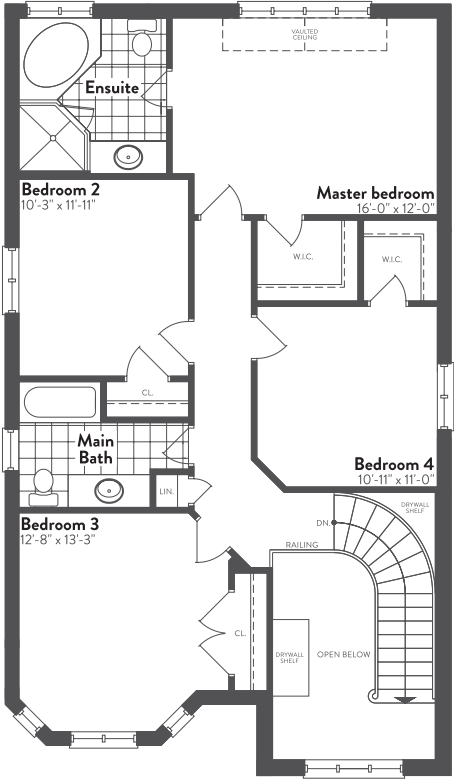 VAULTED
CEILING
Ensuite
Bedroom 2
10'-3" x 11'-11"
Master bedroom
16'-0" x 12'-0"
W.I.C.
W.I.C.
CL.
Main
Bath
LIN.
Bedroom 4
10'-11" x 11'-0"
Bedroom 3
12'-8" x 13'-3"
DRYWALL
SHELF
DN.
RAILING
CL.
DRYWALL
SHELF
OPEN BELOW